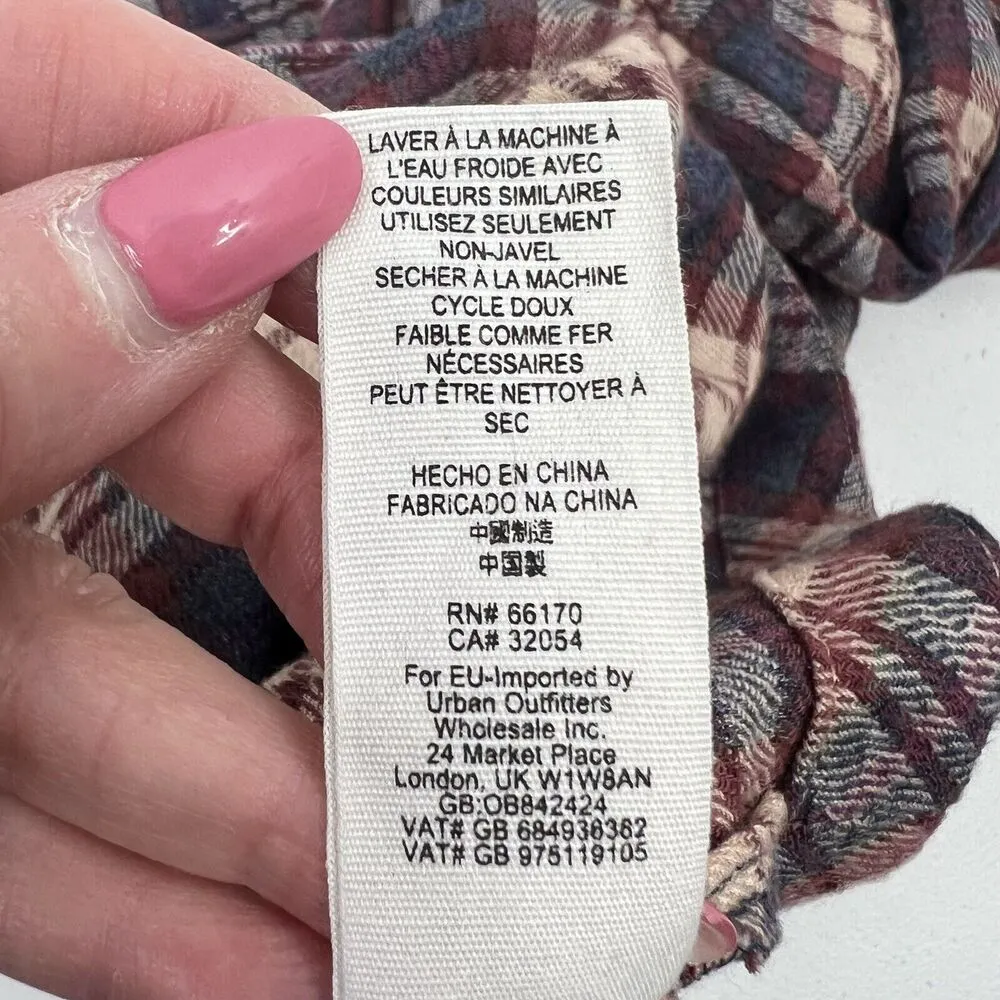 LAVER À LA MACHINE À
L'EAU FROIDE AVEC
COULEURS SIMILAIRES
UTILISEZ SEULEMENT
NON-JAVEL
SECHER À LA MACHINE
CYCLE DOUX
FAIBLE COMME FER
NÉCESSAIRES
PEUT ÊTRE NETTOYER À
SEC
HECHO EN CHINA
FABRICADO NA CHINA
中國制造
中国製
RN# 66170
CA# 32054
For EU-Imported by
Urban Outfitters
Wholesale Inc.
24 Market Place
London, UK W1W8AN
GB:OB842424
VAT# GB 684936362
VAT# GB 975119105